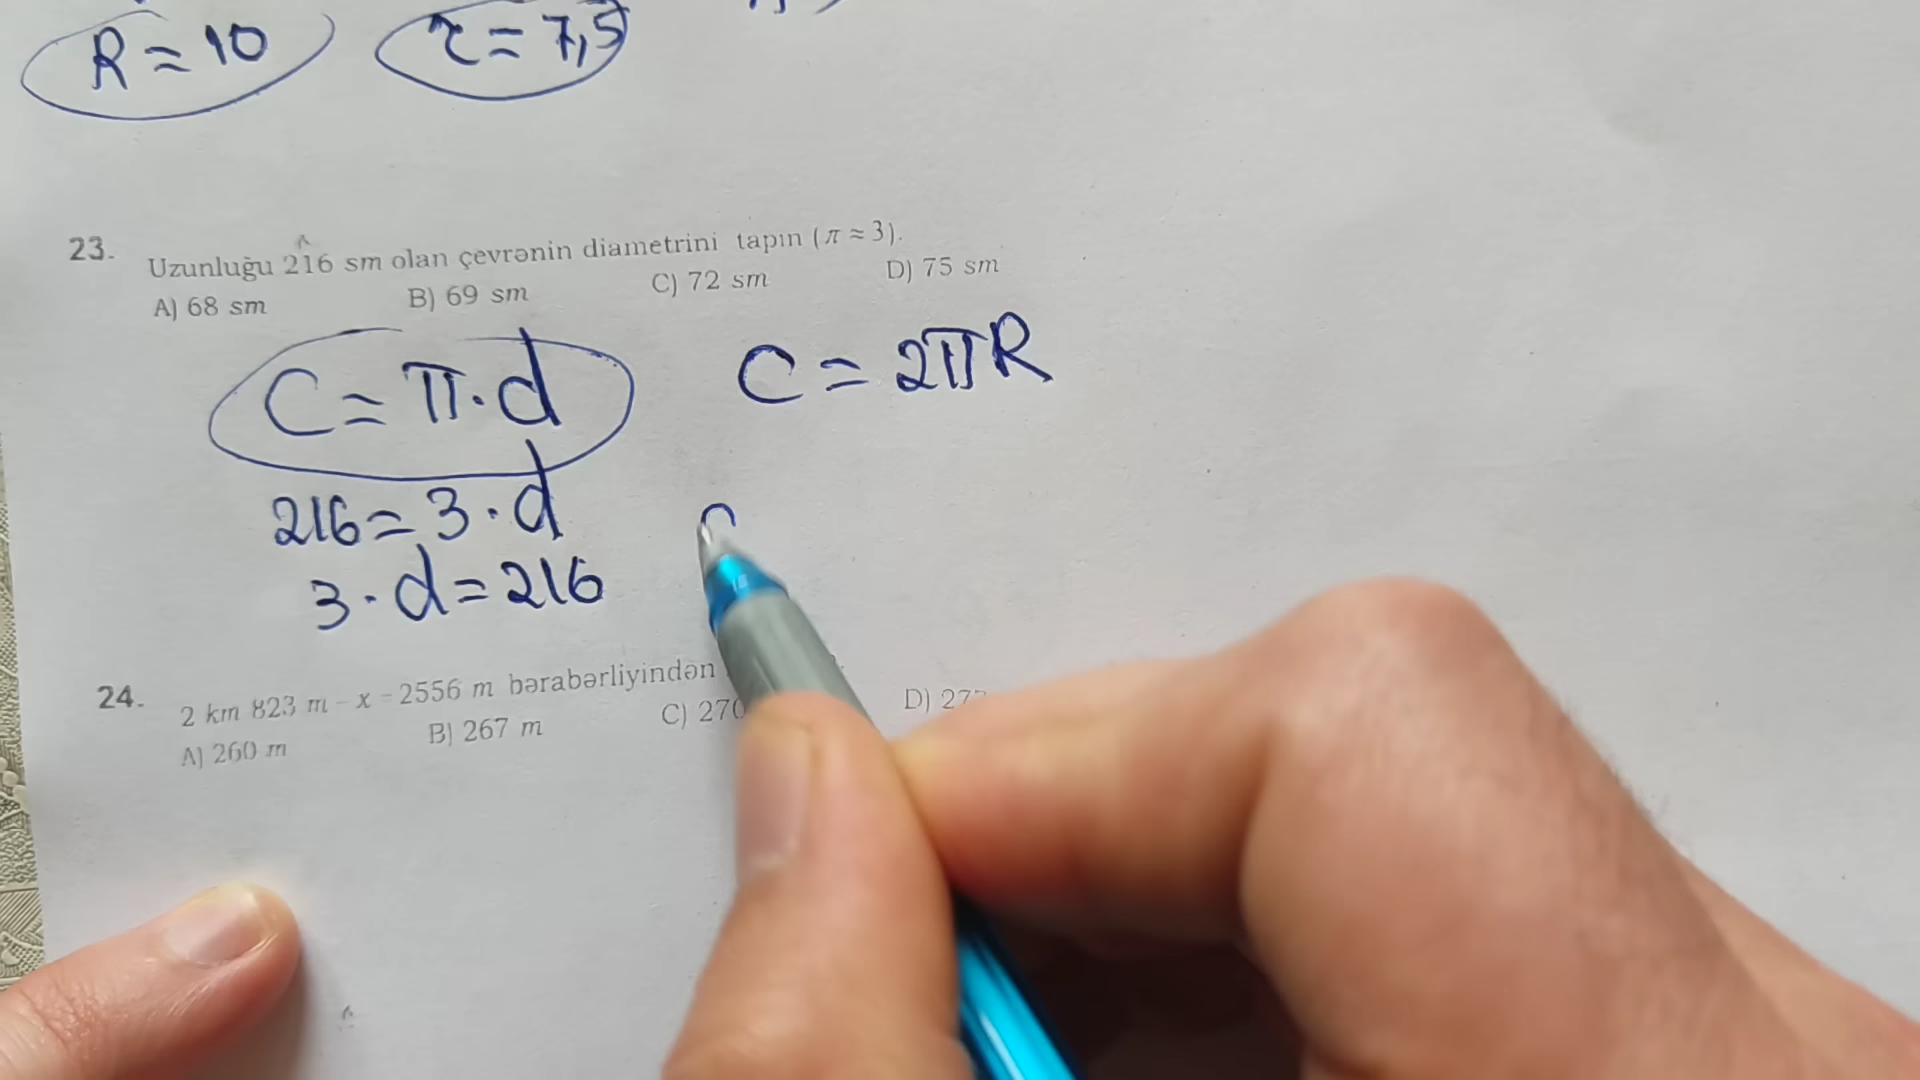 R = 10 r = 7,5
23. Uzunluğu 216 sm olan çevrənin diametrini tapın (π ≈ 3).
A) 68 sm B) 69 sm C) 72 sm D) 75 sm
C = π · d C = 2πR
216 = 3 · d
3 · d = 216
24. 2 km 823 m - x - 2556 m bərabərliyindən
A) 260 m B) 267 m C) 270 D)